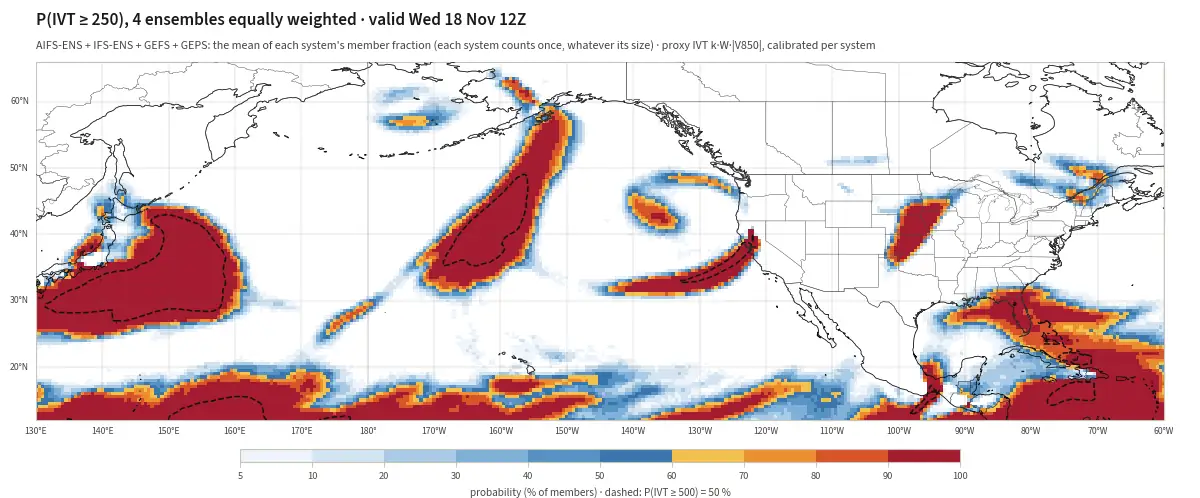 P(IVT ≥ 250), 4 ensembles equally weighted · valid Wed 18 Nov 12Z
AIFS-ENS + IFS-ENS + GEFS + GEPS: the mean of each system's member fraction (each system counts once, whatever its size) · proxy IVT k·W·|V850|, calibrated per system
60°N
50°N
40°N
30°N
20°N
130°E 140°E 150°E 160°E 170°E 180° 170°W 160°W 150°W 140°W 130°W 120°W 110°W 100°W 90°W 80°W 70°W 60°W
5 10 20 30 40 50 60 70 80 90 100
probability (% of members) · dashed: P(IVT ≥ 500) = 50 %